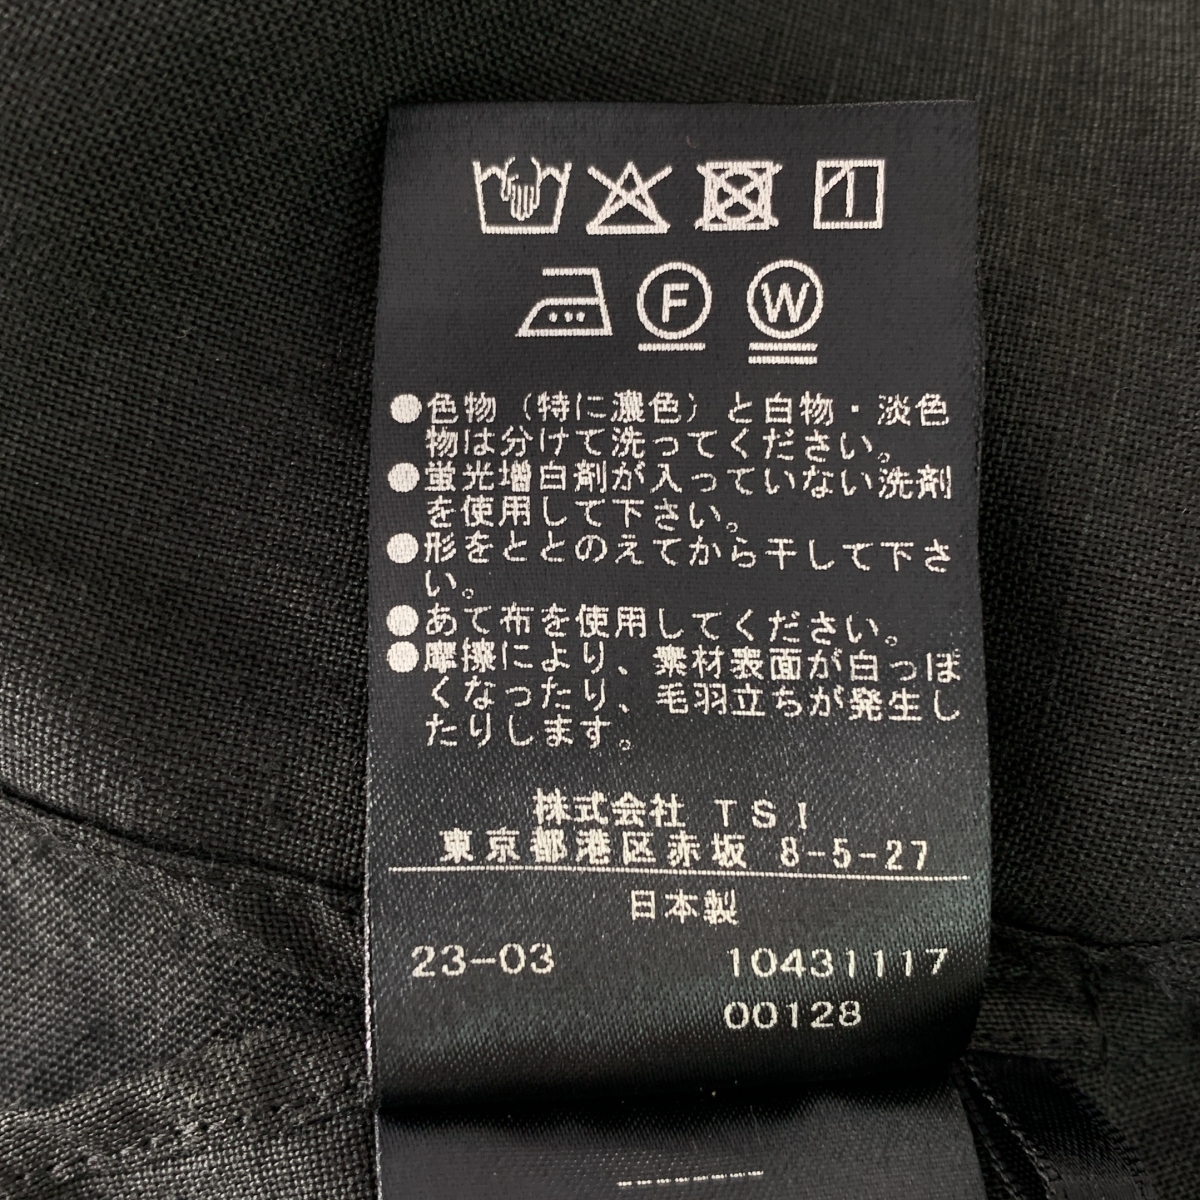 F W
●色物（特に濃色）と白物・淡色
物は分けて洗ってください。
●蛍光増白剤が入っていない洗剤
を使用して下さい。
●形をととのえてから干して下さ
い。
●あて布を使用してください。
●摩擦により、素材表面が白っぽ
くなったり、毛羽立ちが発生し
たりします。
株式会社 TSI
東京都港区赤坂 8-5-27
日本製
23-03 10431117
00128